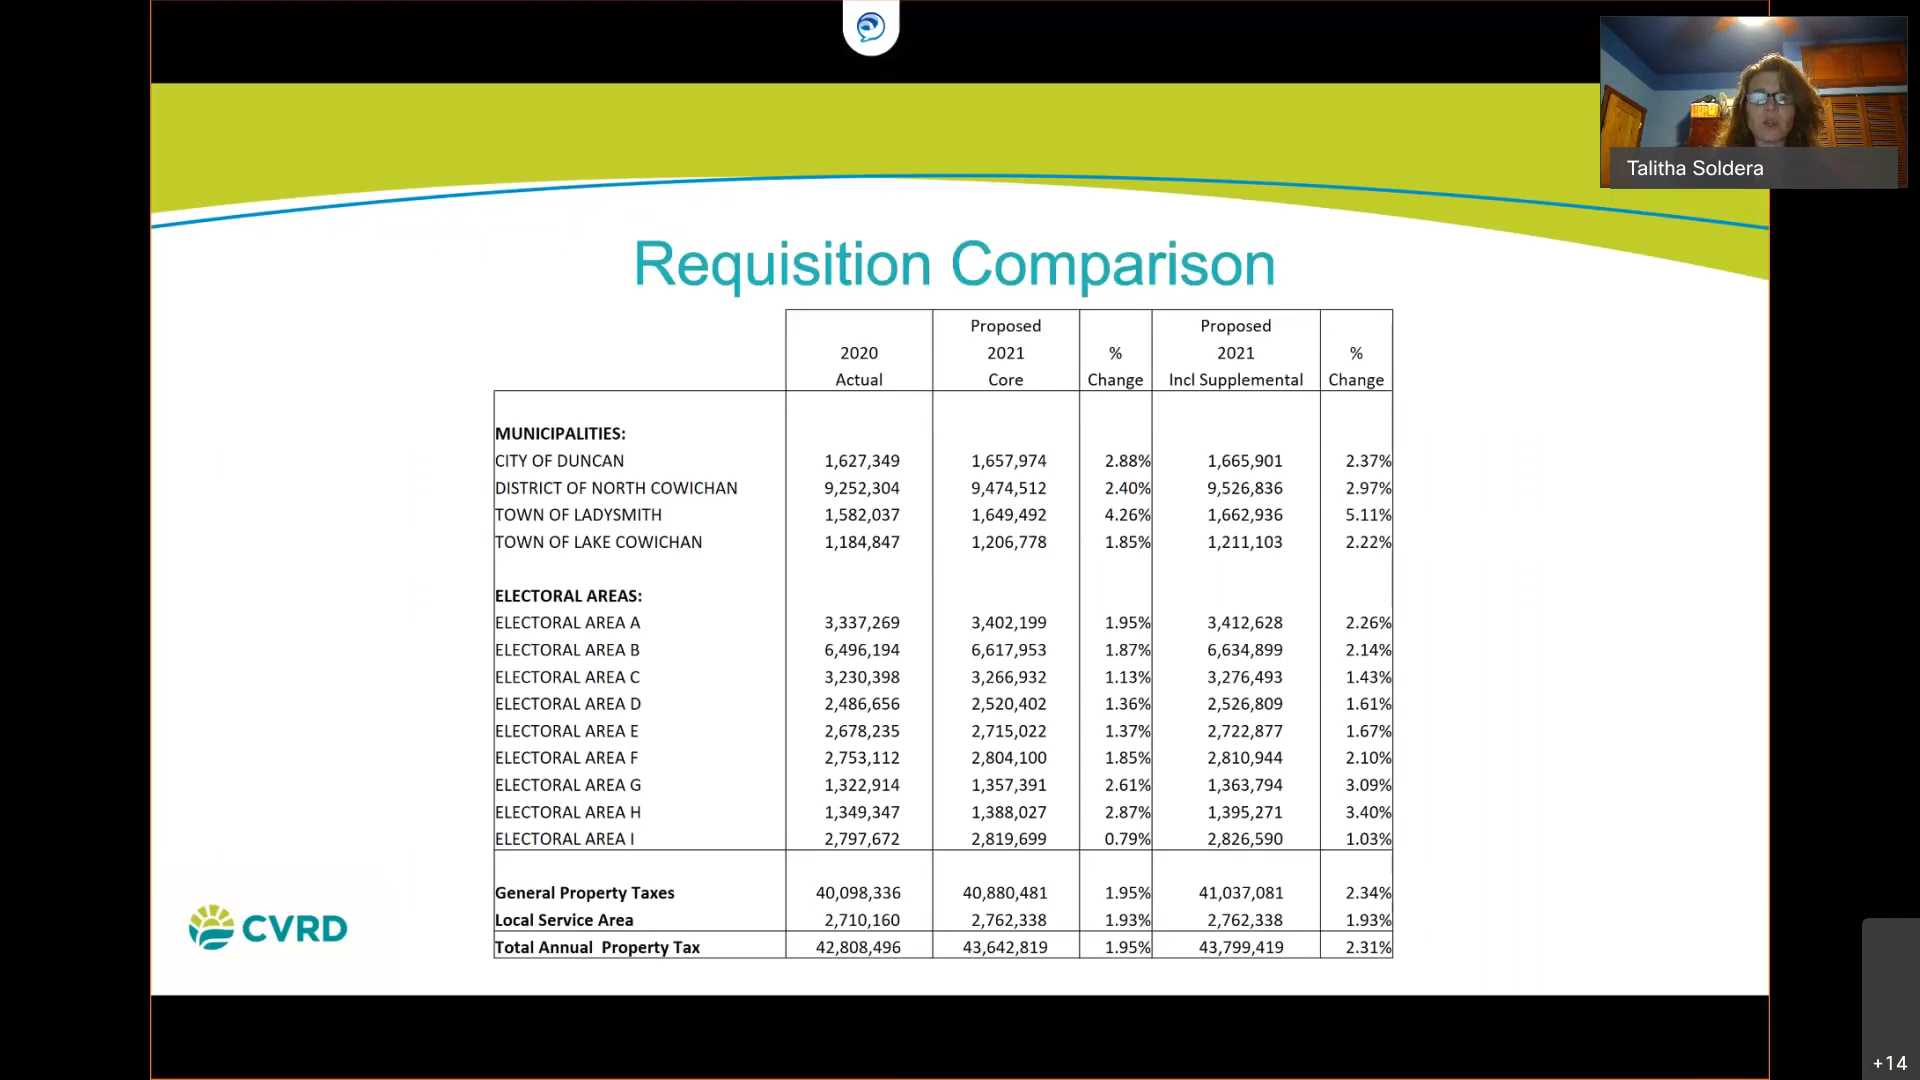 Talitha Soldera
Requisition Comparison
2020 Actual | Proposed 2021 Core | % Change | Proposed 2021 Incl Supplemental | % Change
MUNICIPALITIES:
CITY OF DUNCAN 1,627,349 1,657,974 2.88% 1,665,901 2.37%
DISTRICT OF NORTH COWICHAN 9,252,304 9,474,512 2.40% 9,526,836 2.97%
TOWN OF LADYSMITH 1,582,037 1,649,492 4.26% 1,662,936 5.11%
TOWN OF LAKE COWICHAN 1,184,847 1,206,778 1.85% 1,211,103 2.22%
ELECTORAL AREAS:
ELECTORAL AREA A 3,337,269 3,402,199 1.95% 3,412,628 2.26%
ELECTORAL AREA B 6,496,194 6,617,953 1.87% 6,634,899 2.14%
ELECTORAL AREA C 3,230,398 3,266,932 1.13% 3,276,493 1.43%
ELECTORAL AREA D 2,486,656 2,520,402 1.36% 2,526,809 1.61%
ELECTORAL AREA E 2,678,235 2,715,022 1.37% 2,722,877 1.67%
ELECTORAL AREA F 2,753,112 2,804,100 1.85% 2,810,944 2.10%
ELECTORAL AREA G 1,322,914 1,357,391 2.61% 1,363,794 3.09%
ELECTORAL AREA H 1,349,347 1,388,027 2.87% 1,395,271 3.40%
ELECTORAL AREA I 2,797,672 2,819,699 0.79% 2,826,590 1.03%
General Property Taxes 40,098,336 40,880,481 1.95% 41,037,081 2.34%
Local Service Area 2,710,160 2,762,338 1.93% 2,762,338 1.93%
Total Annual Property Tax 42,808,496 43,642,819 1.95% 43,799,419 2.31%
CVRD
+14